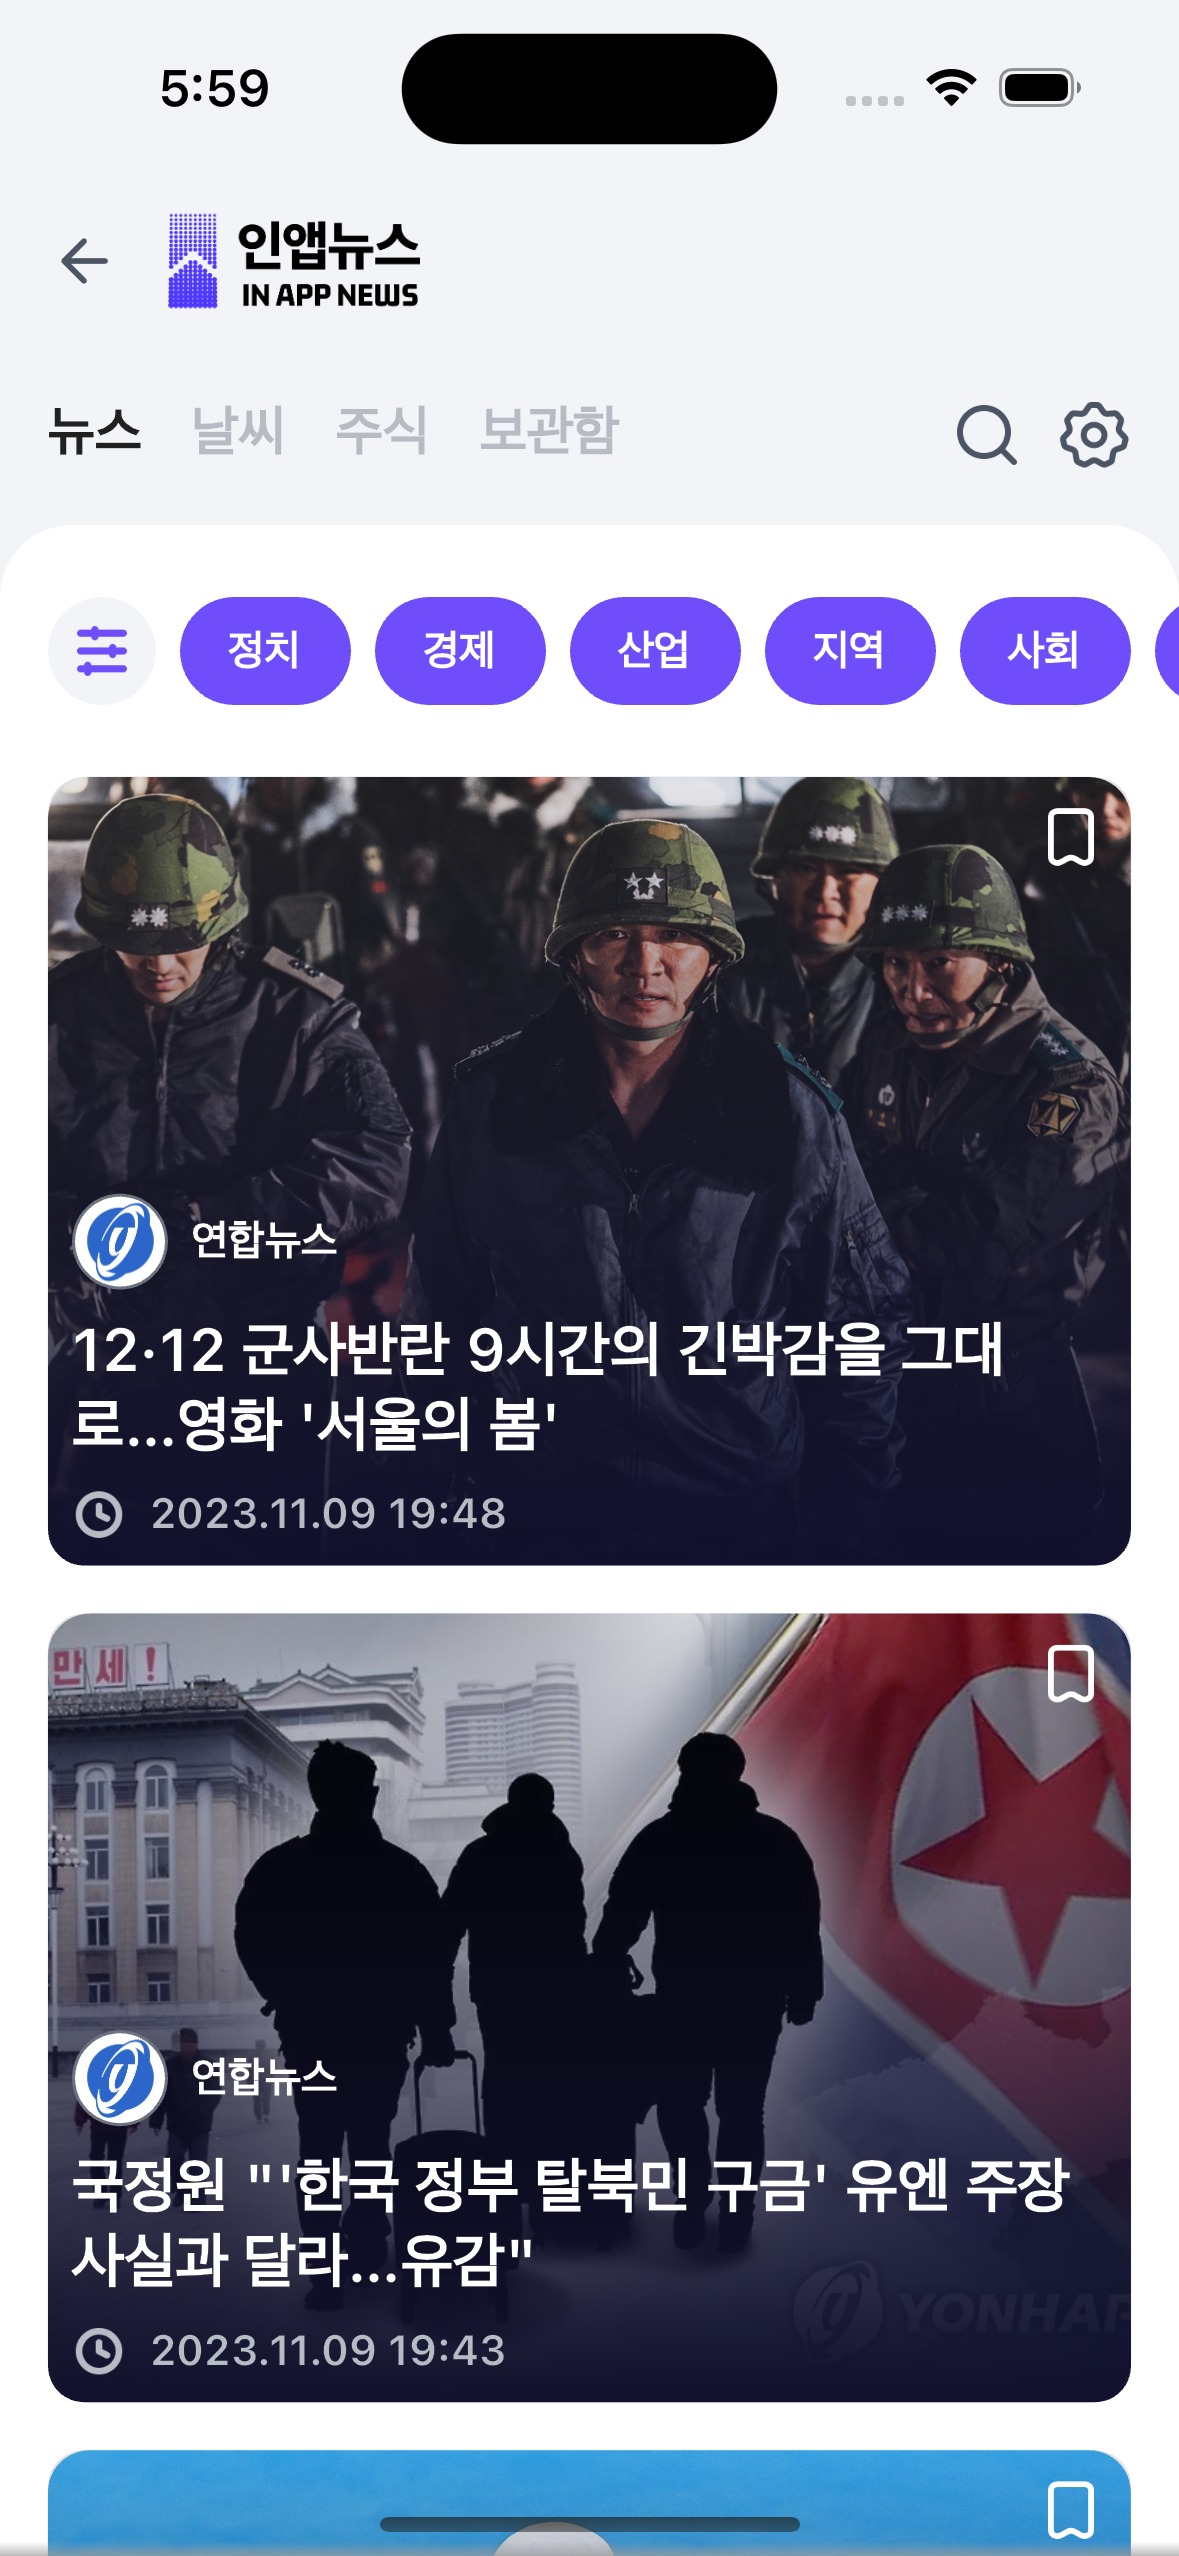 5:59
인앱뉴스
IN APP NEWS
뉴스 날씨 주식 보관함
정치 경제 산업 지역 사회
연합뉴스
12·12 군사반란 9시간의 긴박감을 그대
로...영화 '서울의 봄'
2023.11.09 19:48
만세!
연합뉴스
국정원 "'한국 정부 탈북민 구금' 유엔 주장
사실과 달라...유감"
YONHAP
2023.11.09 19:43